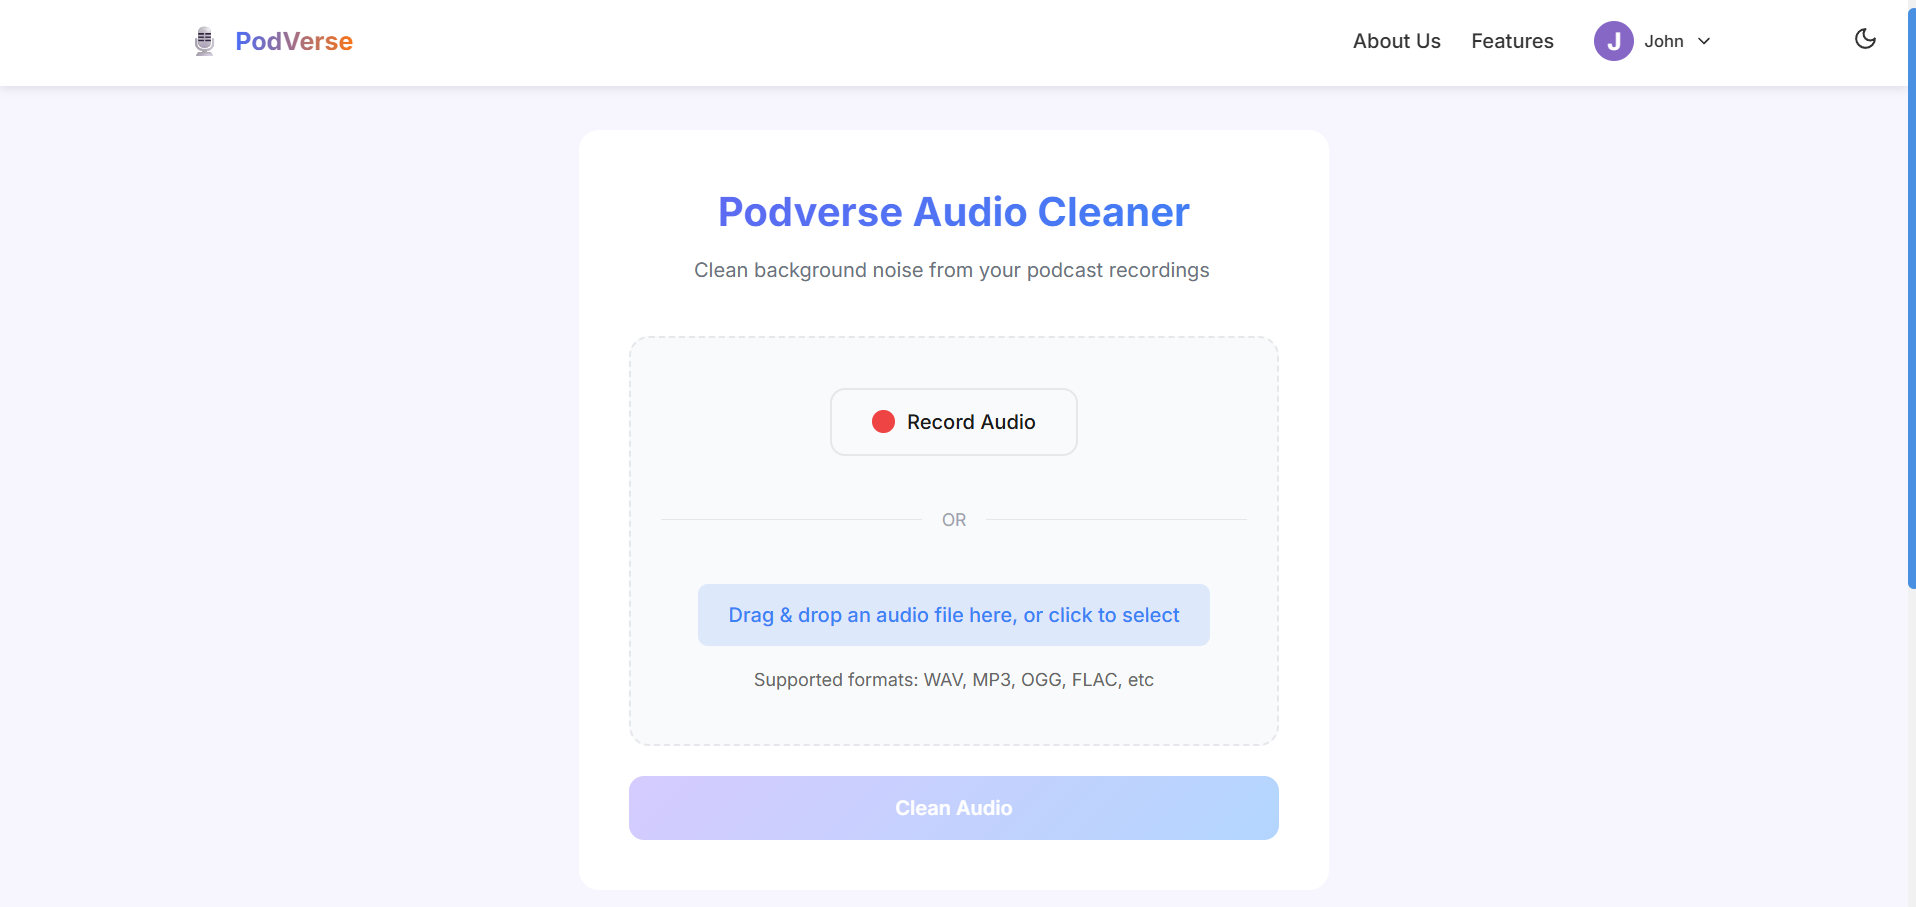 PodVerse
About Us
Features
J
John
Podverse Audio Cleaner
Clean background noise from your podcast recordings
Record Audio
OR
Drag & drop an audio file here, or click to select
Supported formats: WAV, MP3, OGG, FLAC, etc
Clean Audio